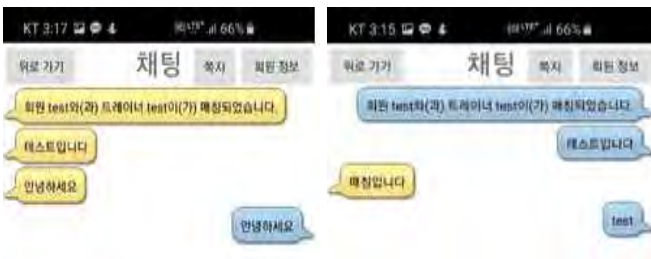 KT 3:17 66%
뒤로 가기 채팅 쪽지 회원 정보
회원 test와(과) 트레이너 test이(가) 매칭되었습니다.
테스트입니다
안녕하세요
안녕하세요
KT 3:15 66%
뒤로 가기 채팅 쪽지 회원 정보
회원 test와(과) 트레이너 test이(가) 매칭되었습니다.
테스트입니다
매칭입니다
test